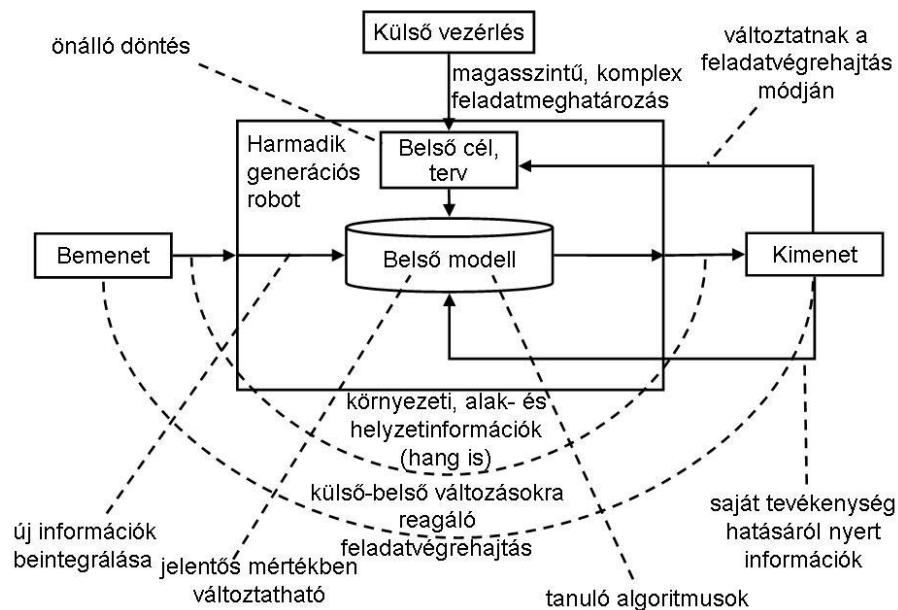 Külső vezérlés
önálló döntés
változtatnak a
feladatvégrehajtás
módján
magasszintű, komplex
feladatmeghatározás
Harmadik
generációs
robot
Belső cél,
terv
Bemenet
Belső modell
Kimenet
környezeti, alak- és
helyzetinformációk
(hang is)
külső-belső változásokra
reagáló
feladatvégrehajtás
új információk
beintegrálása
jelentős mértékben
változtatható
tanuló algoritmusok
saját tevékenység
hatásáról nyert
információk